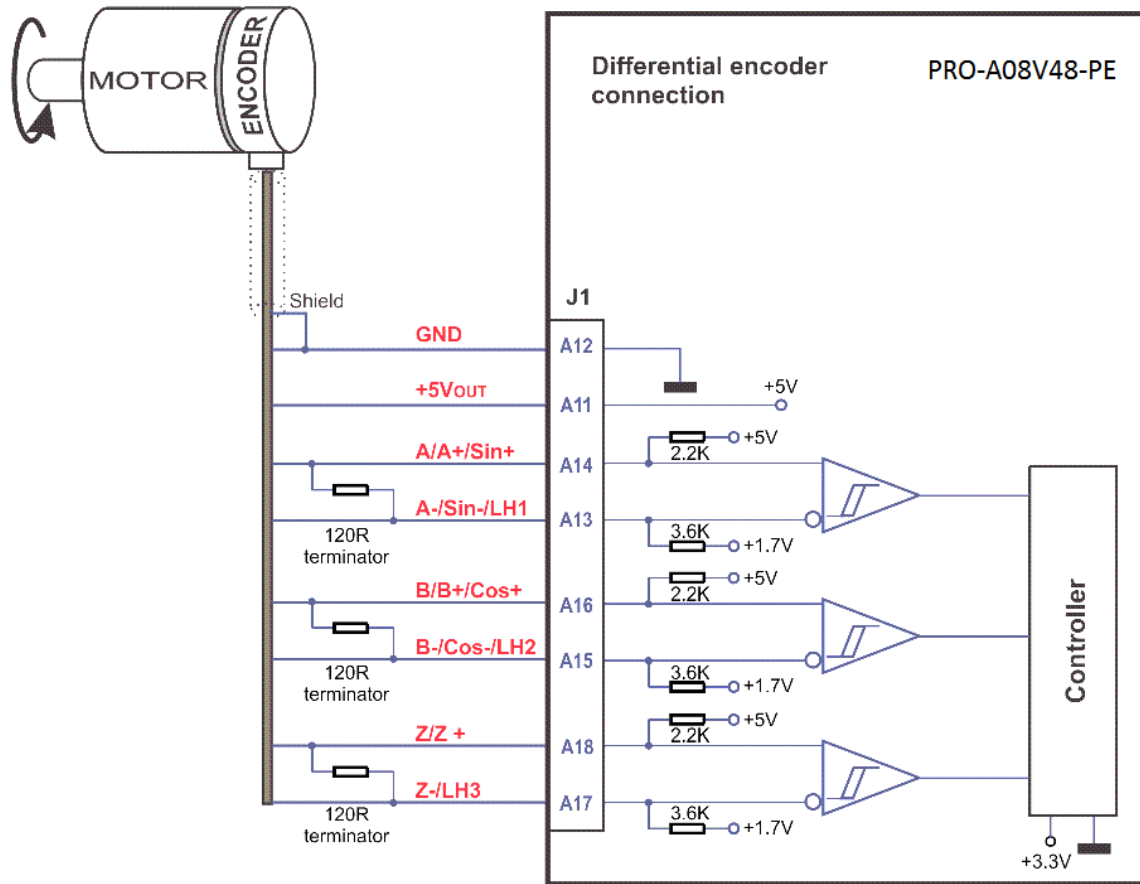 MOTOR
ENCODER
Differential encoder
connection
PRO-A08V48-PE
Shield
J1
GND
A12
+5VOUT
A11
+5V
+5V
2.2K
A/A+/Sin+
A14
A-/Sin-/LH1
A13
120R
terminator
3.6K
+1.7V
+5V
2.2K
B/B+/Cos+
A16
B-/Cos-/LH2
A15
120R
terminator
3.6K
+1.7V
+5V
2.2K
Z/Z +
A18
Z-/LH3
A17
120R
terminator
3.6K
+1.7V
Controller
+3.3V